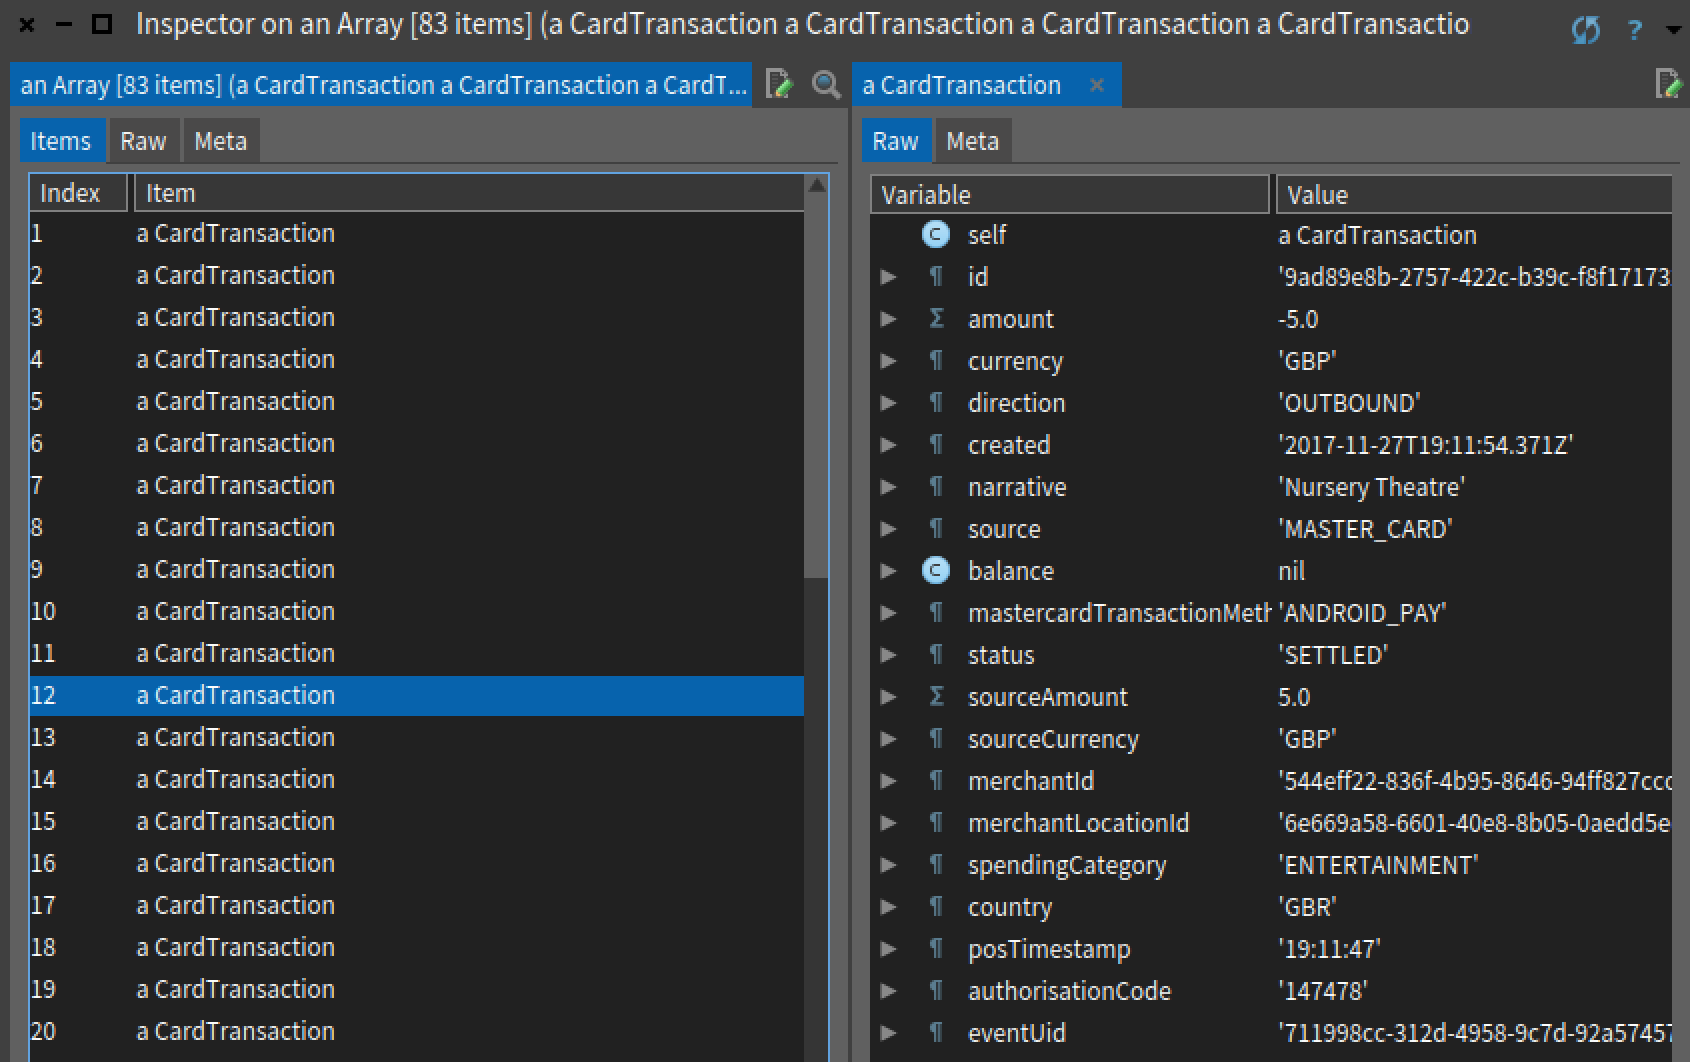 Inspector on an Array [83 items] (a CardTransaction a CardTransaction a CardTransaction a CardTransactio
?
an Array [83 items] (a CardTransaction a CardTransaction a CardT...
a CardTransaction
Items Raw Meta
Raw Meta
Index Item
1 a CardTransaction
2 a CardTransaction
3 a CardTransaction
4 a CardTransaction
5 a CardTransaction
6 a CardTransaction
7 a CardTransaction
8 a CardTransaction
9 a CardTransaction
10 a CardTransaction
11 a CardTransaction
12 a CardTransaction
13 a CardTransaction
14 a CardTransaction
15 a CardTransaction
16 a CardTransaction
17 a CardTransaction
18 a CardTransaction
19 a CardTransaction
20 a CardTransaction
Variable Value
C self a CardTransaction
¶ id '9ad89e8b-2757-422c-b39c-f8f17173
Σ amount -5.0
¶ currency 'GBP'
¶ direction 'OUTBOUND'
¶ created '2017-11-27T19:11:54.371Z'
¶ narrative 'Nursery Theatre'
¶ source 'MASTER_CARD'
C balance nil
¶ mastercardTransactionMeth 'ANDROID_PAY'
¶ status 'SETTLED'
Σ sourceAmount 5.0
¶ sourceCurrency 'GBP'
¶ merchantId '544eff22-836f-4b95-8646-94ff827ccc
¶ merchantLocationId '6e669a58-6601-40e8-8b05-0aedd5e
¶ spendingCategory 'ENTERTAINMENT'
¶ country 'GBR'
¶ posTimestamp '19:11:47'
¶ authorisationCode '147478'
¶ eventUid '711998cc-312d-4958-9c7d-92a57457